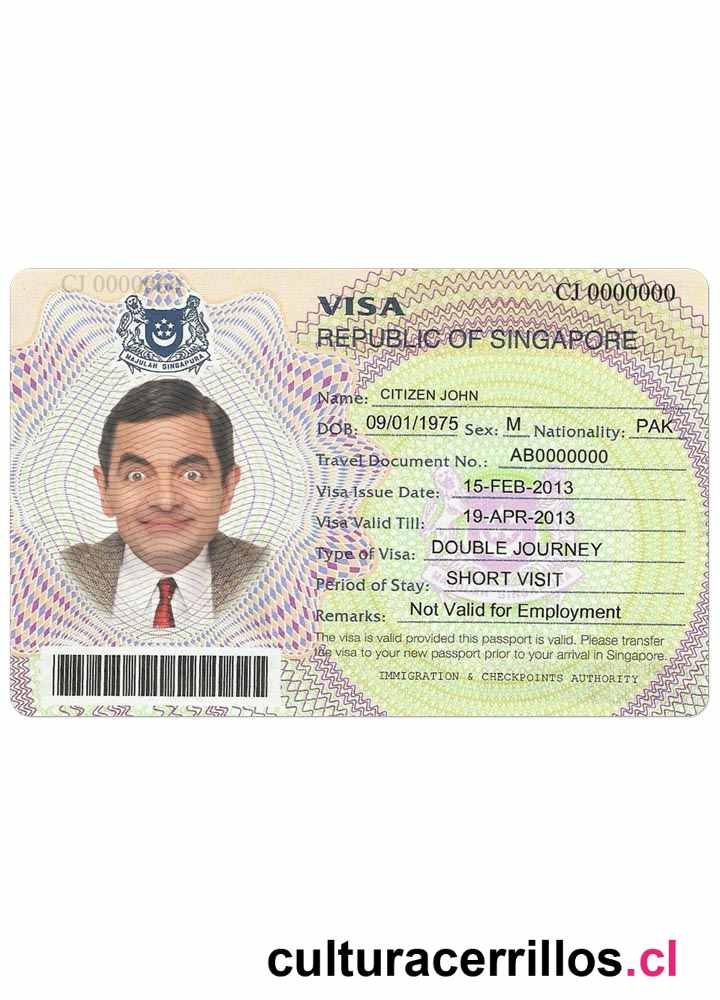 CJ 0000000
CJ 0000000
MAJULAH SINGAPURA
VISA
REPUBLIC OF SINGAPORE
Name: CITIZEN JOHN
DOB: 09/01/1975 Sex: M Nationality: PAK
Travel Document No.: AB0000000
Visa Issue Date: 15-FEB-2013
Visa Valid Till: 19-APR-2013
Type of Visa: DOUBLE JOURNEY
Period of Stay: SHORT VISIT
Remarks: Not Valid for Employment
The visa is valid provided this passport is valid. Please transfer
the visa to your new passport prior to your arrival in Singapore.
IMMIGRATION & CHECKPOINTS AUTHORITY
culturacerrillos.cl